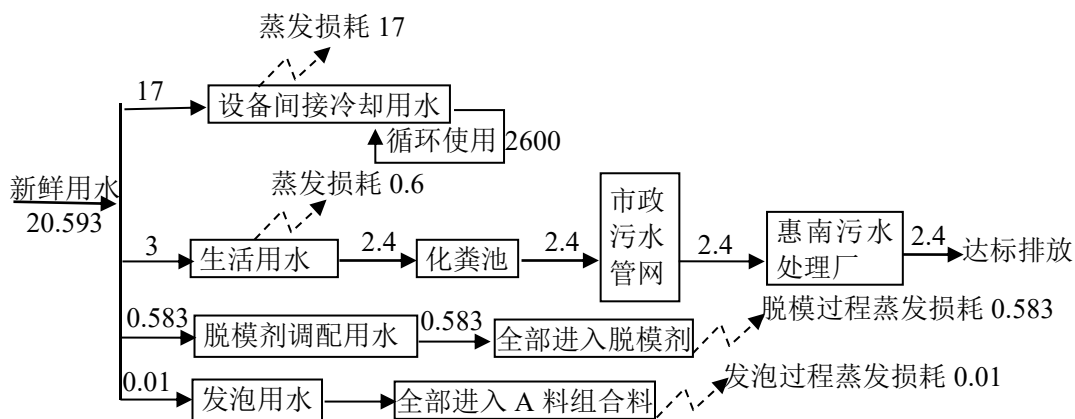 蒸发损耗 17
17
设备间接冷却用水
循环使用
2600
新鲜用水
20.593
蒸发损耗 0.6
3
生活用水
2.4
化粪池
2.4
市政
污水
管网
2.4
惠南污水
处理厂
2.4
达标排放
0.583
脱模剂调配用水
0.583
全部进入脱模剂
脱模过程蒸发损耗 0.583
0.01
发泡用水
全部进入 A 料组合料
发泡过程蒸发损耗 0.01